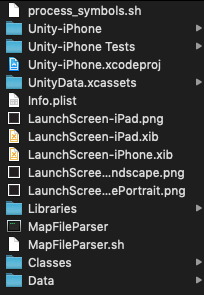 process_symbols.sh
Unity-iPhone
Unity-iPhone Tests
Unity-iPhone.xcodeproj
UnityData.xcassets
Info.plist
LaunchScreen-iPad.png
LaunchScreen-iPad.xib
LaunchScreen-iPhone.xib
LaunchScree...ndscape.png
LaunchScree...ePortrait.png
Libraries
MapFileParser
MapFileParser.sh
Classes
Data